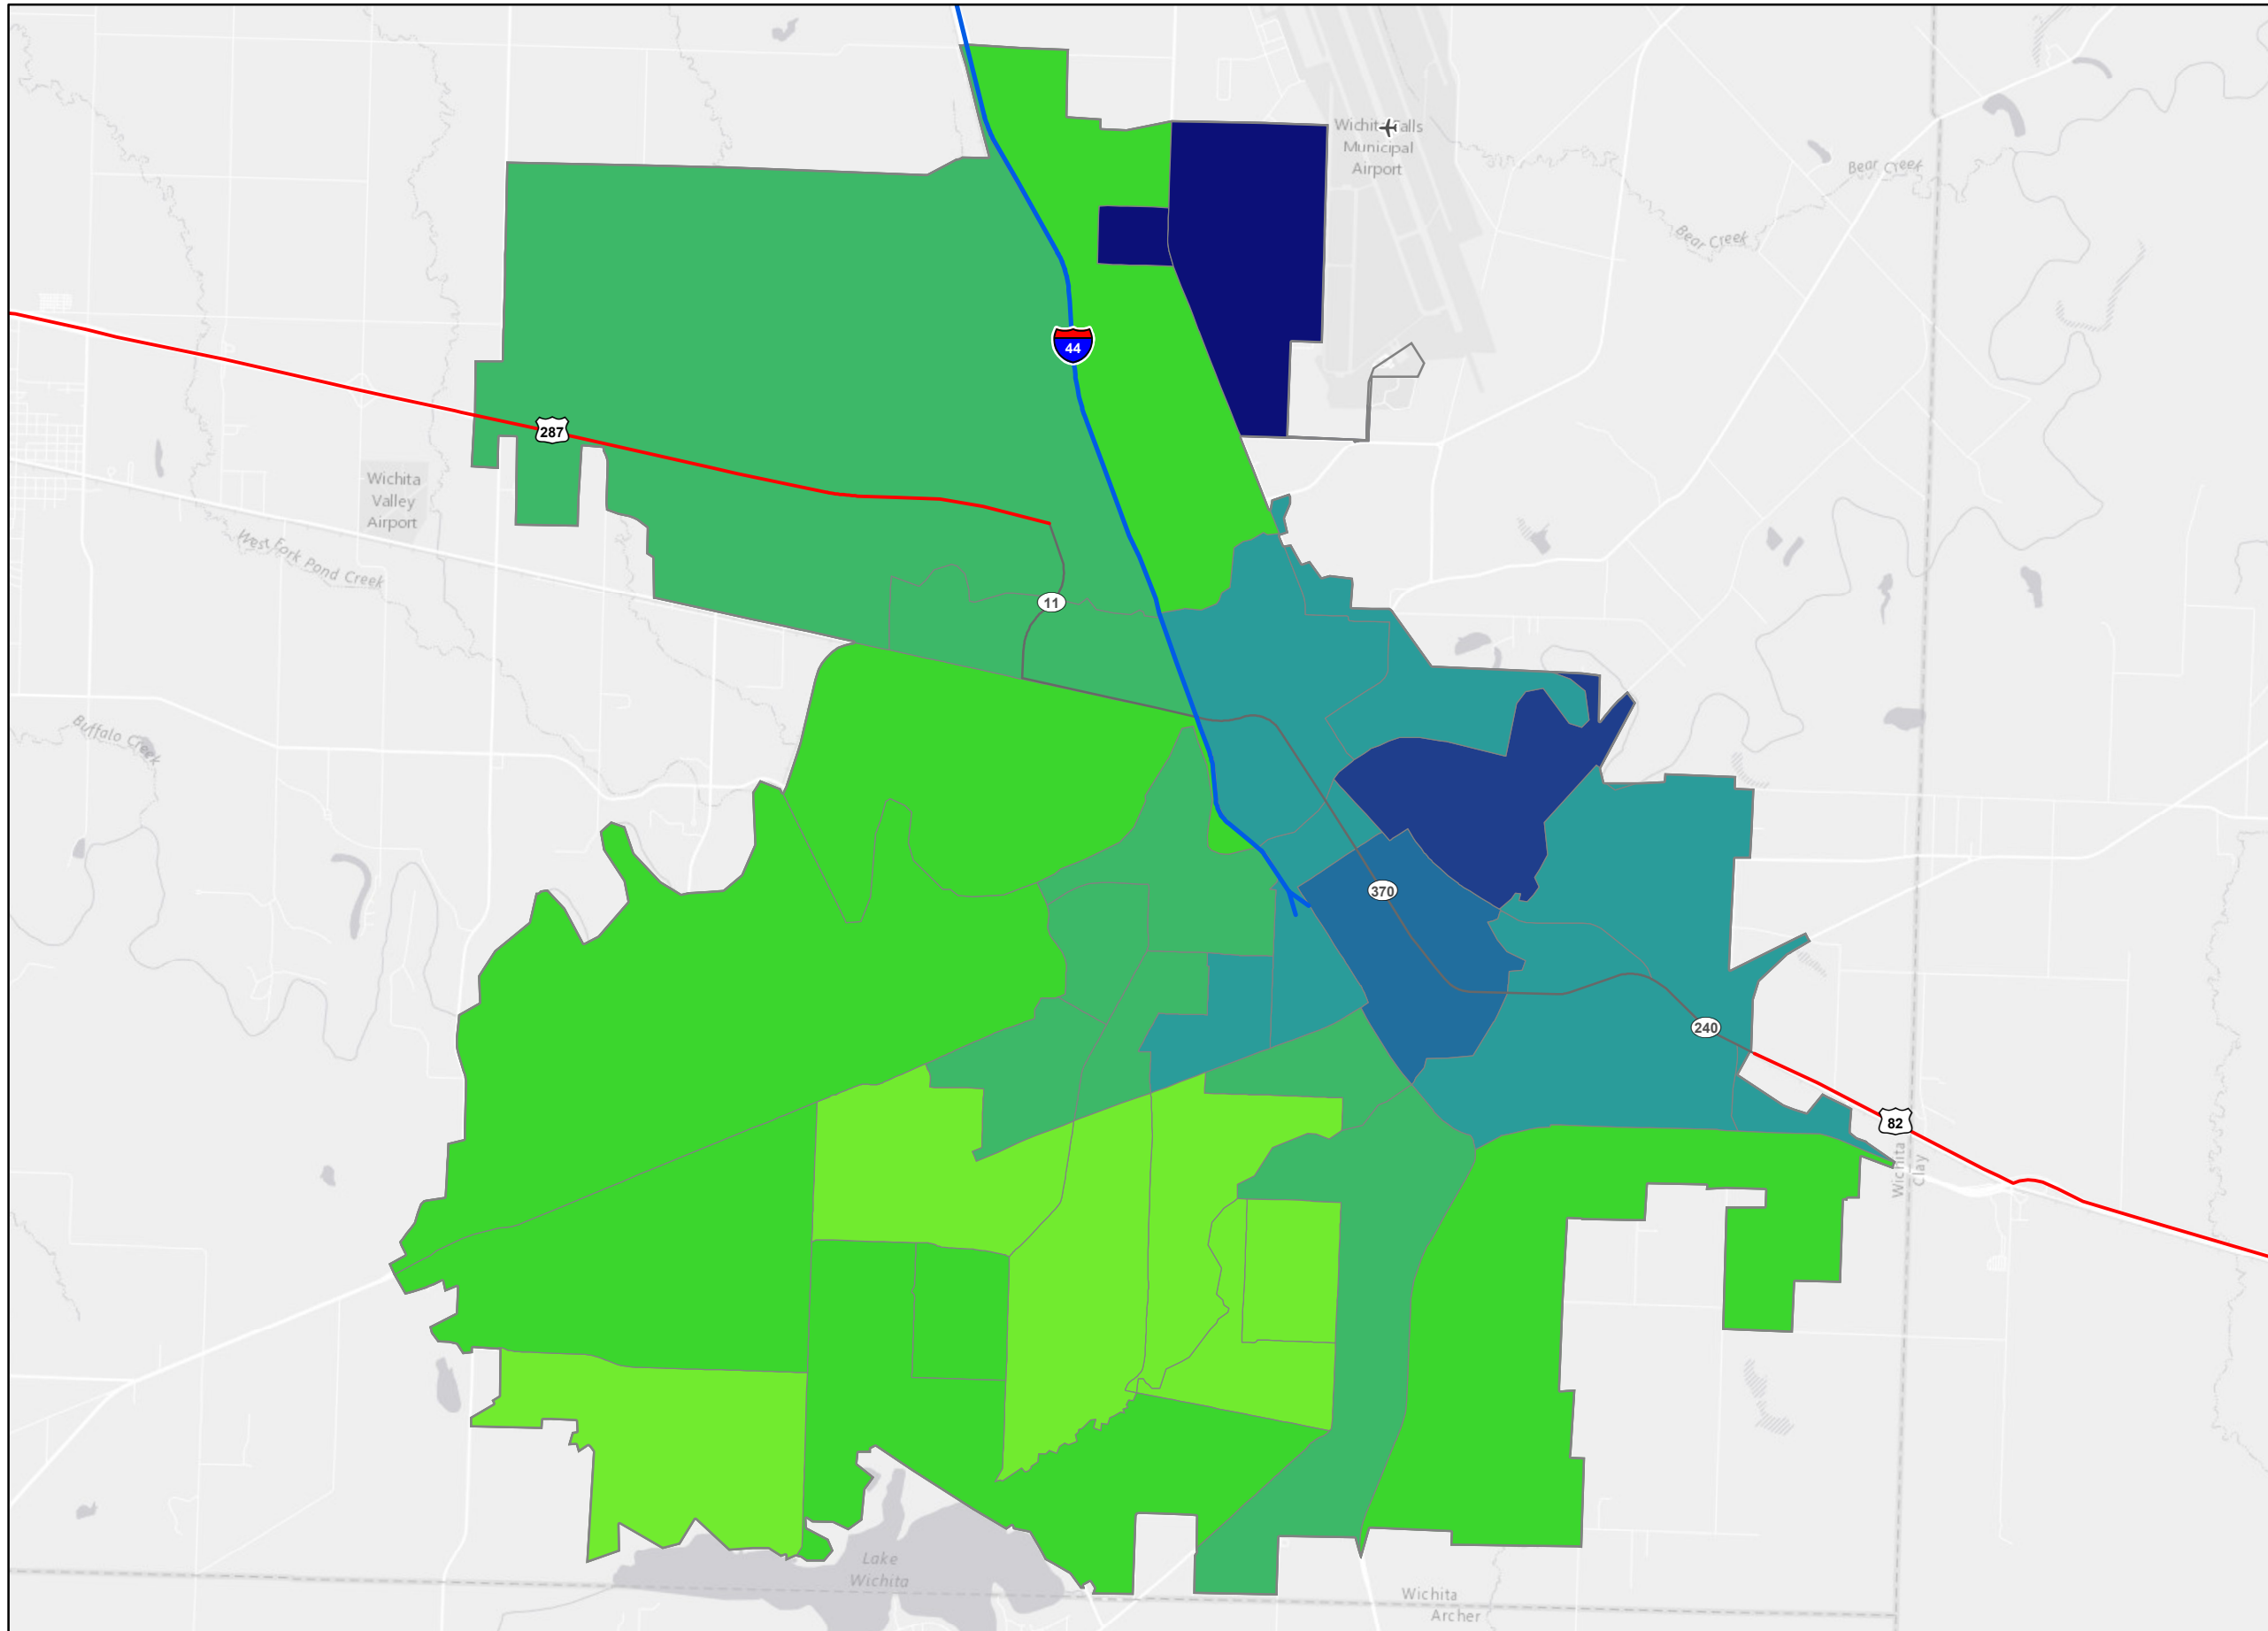 Wichita Falls
Municipal
Airport
Bear Creek
Bear Creek
44
287
Wichita
Valley
Airport
West Fork Pond Creek
11
Buffalo Creek
370
240
82
Wichita
Clay
Lake
Wichita
Wichita
Archer